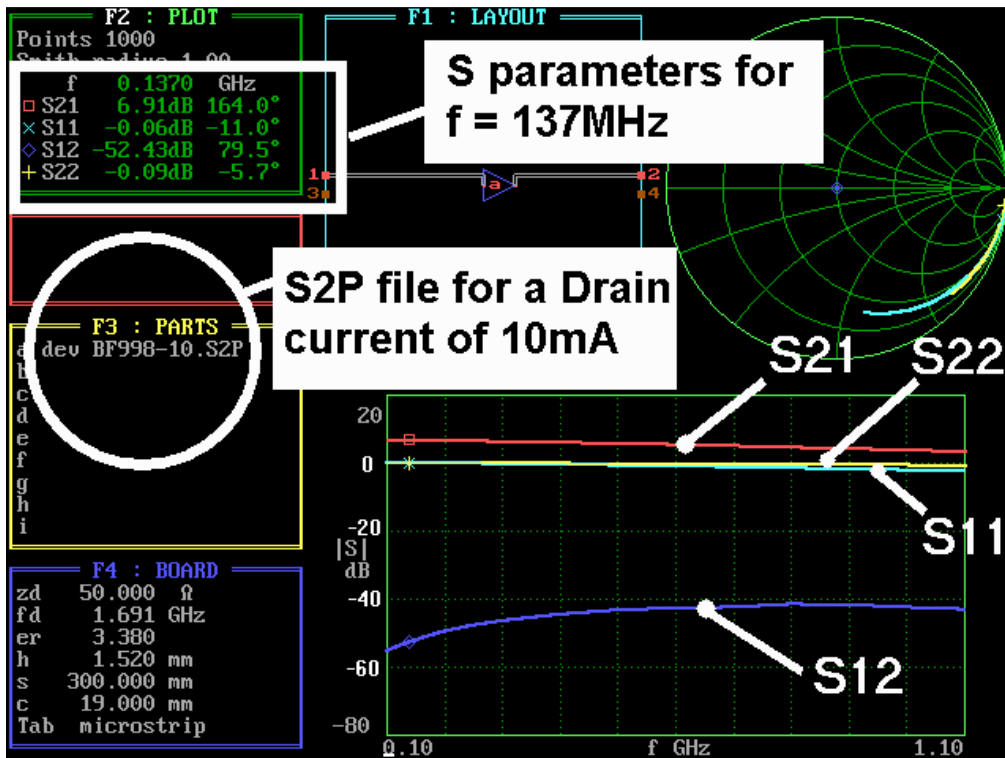 F2 : PLOT
Points 1000
Smith radius 1.00
f 0.1370 GHz
S21 6.91dB 164.0°
S11 -0.06dB -11.0°
S12 -52.43dB 79.5°
S22 -0.09dB -5.7°
F1 : LAYOUT
S parameters for
f = 137MHz
1
3
a
2
4
S2P file for a Drain
current of 10mA
F3 : PARTS
a dev BF998-10.S2P
b
c
d
e
f
g
h
i
F4 : BOARD
zd 50.000 Ω
fd 1.691 GHz
er 3.380
h 1.520 mm
s 300.000 mm
c 19.000 mm
Tab microstrip
S21
S22
S11
S12
20
0
-20
|S|
dB
-40
-60
-80
0.10 f GHz 1.10